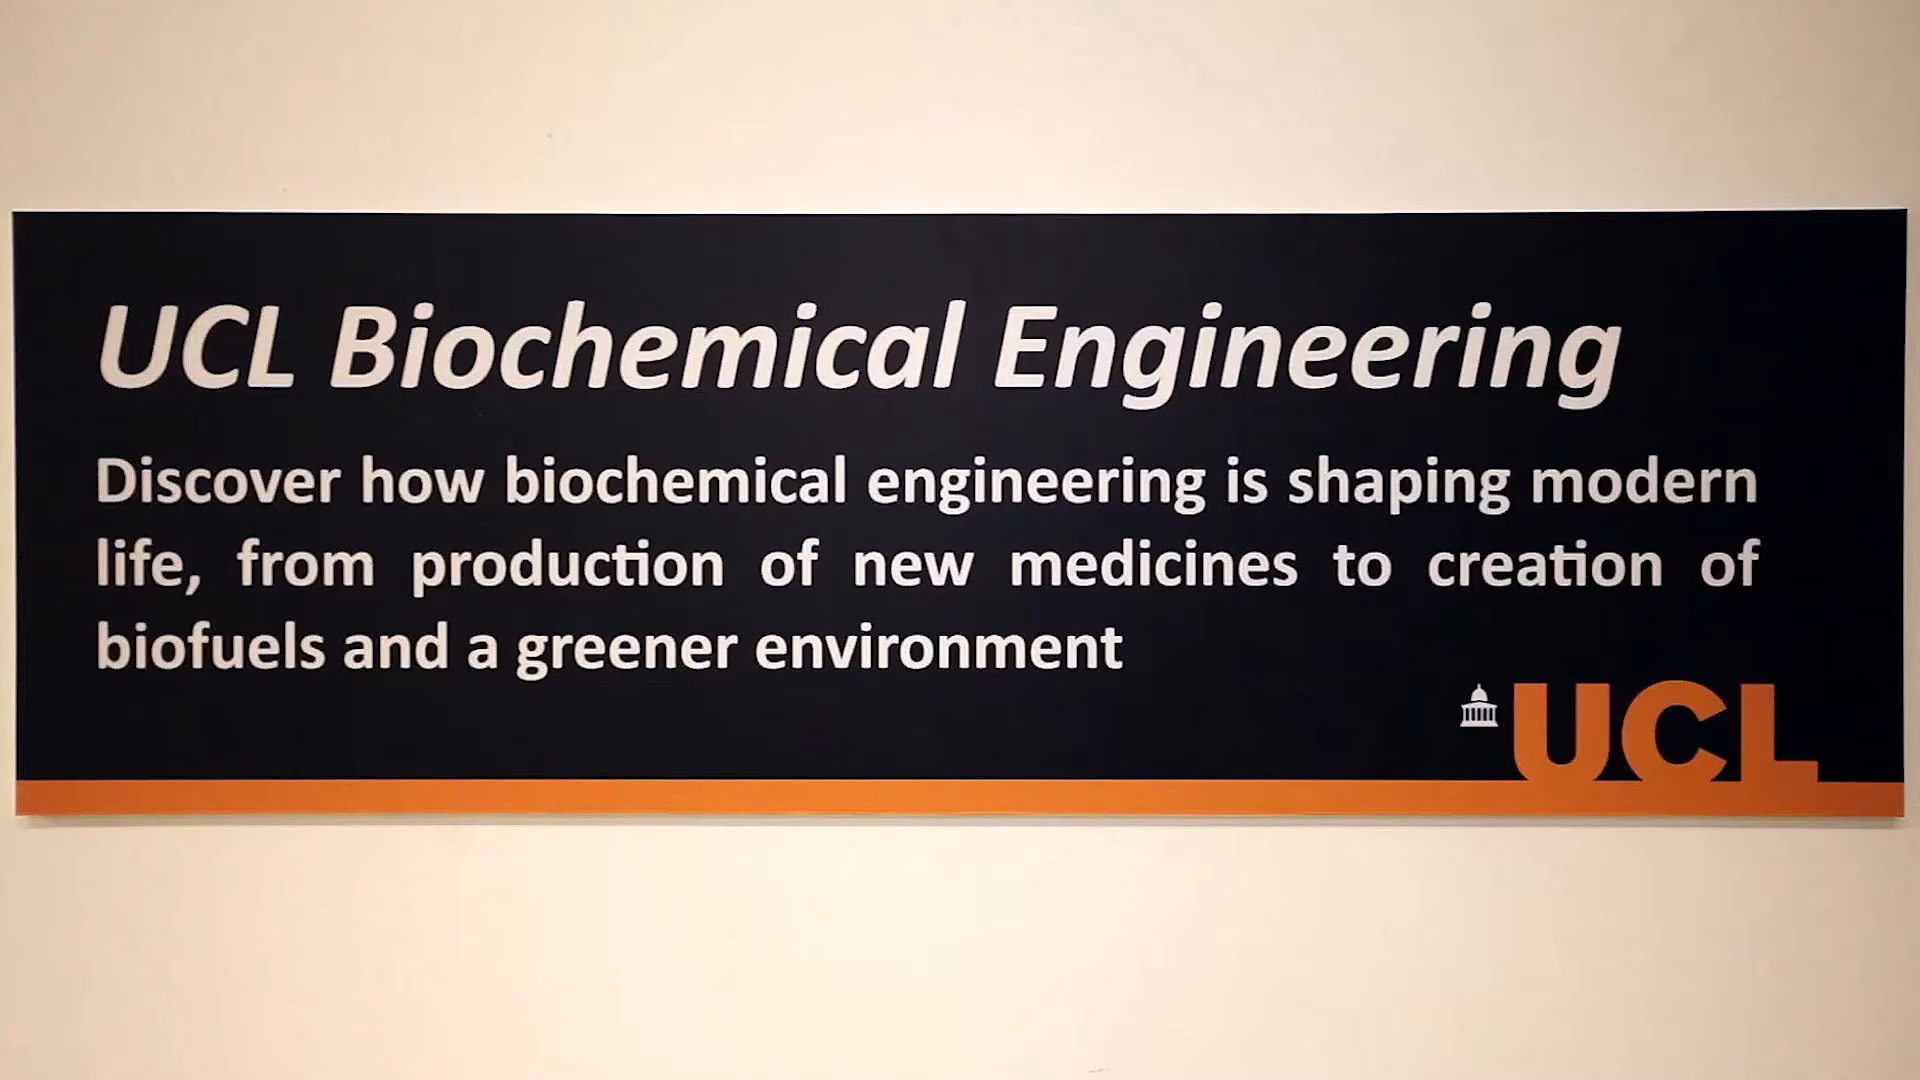 UCL Biochemical Engineering
Discover how biochemical engineering is shaping modern
life, from production of new medicines to creation of
biofuels and a greener environment
UCL